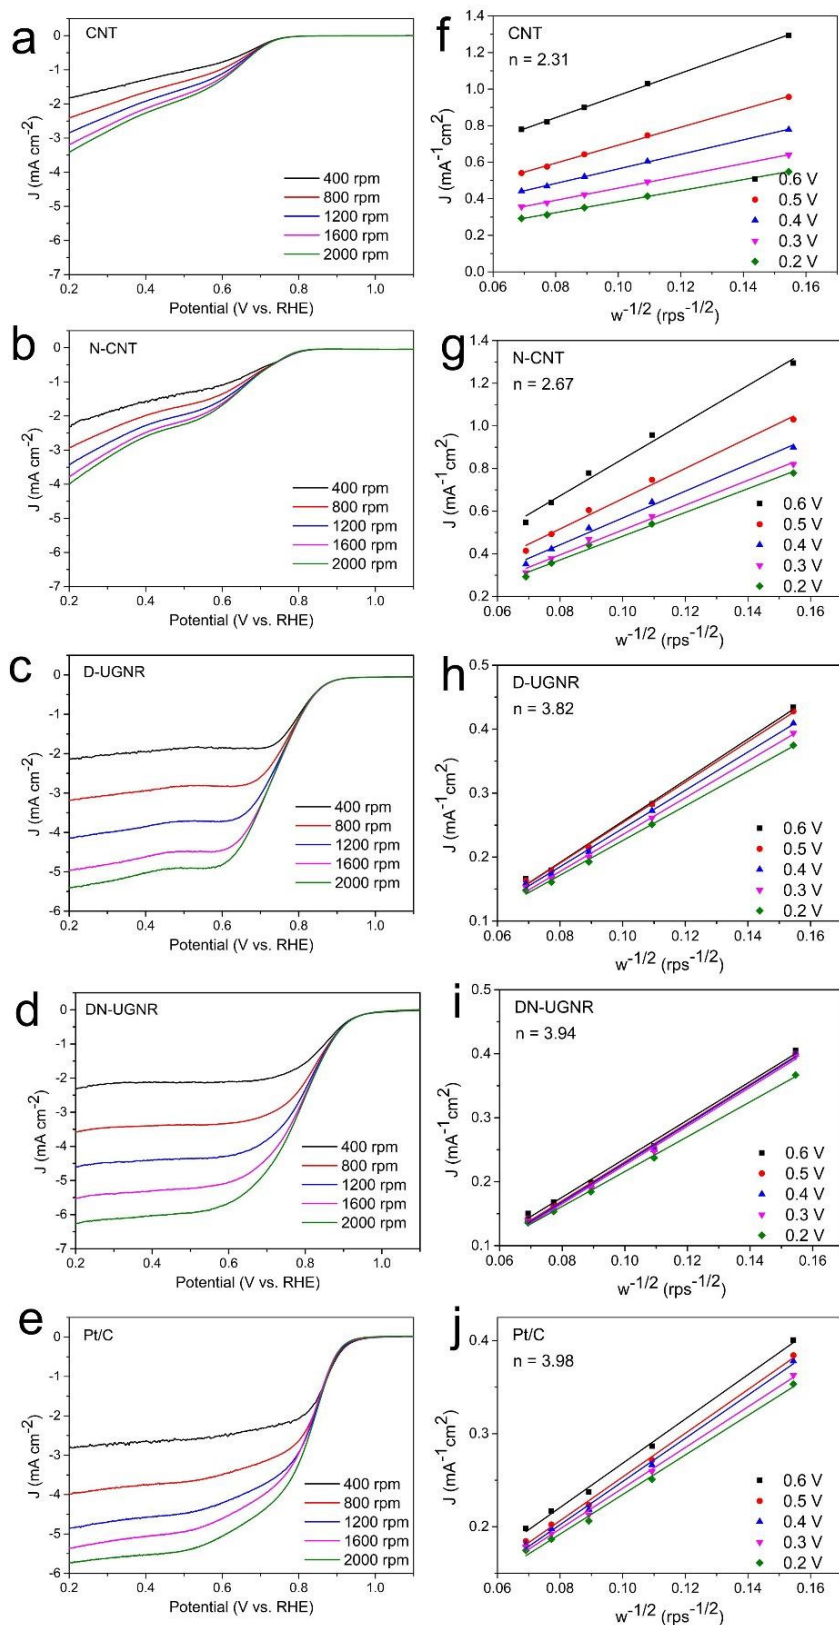 a
CNT
0
-1
-2
-3
-4
-5
-6
-7
J (mA cm⁻²)
400 rpm
800 rpm
1200 rpm
1600 rpm
2000 rpm
0.2 0.4 0.6 0.8 1.0
Potential (V vs. RHE)
f
CNT
n = 2.31
1.4
1.2
1.0
0.8
0.6
0.4
0.2
0.0
J (mA⁻¹cm²)
0.6 V
0.5 V
0.4 V
0.3 V
0.2 V
0.06 0.08 0.10 0.12 0.14 0.16
w⁻¹/² (rps⁻¹/²)
b
N-CNT
0
-1
-2
-3
-4
-5
-6
-7
J (mA cm⁻²)
400 rpm
800 rpm
1200 rpm
1600 rpm
2000 rpm
0.2 0.4 0.6 0.8 1.0
Potential (V vs. RHE)
g
N-CNT
n = 2.67
1.4
1.2
1.0
0.8
0.6
0.4
0.2
J (mA⁻¹cm²)
0.6 V
0.5 V
0.4 V
0.3 V
0.2 V
0.06 0.08 0.10 0.12 0.14 0.16
w⁻¹/² (rps⁻¹/²)
c
D-UGNR
0
-1
-2
-3
-4
-5
-6
J (mA cm⁻²)
400 rpm
800 rpm
1200 rpm
1600 rpm
2000 rpm
0.2 0.4 0.6 0.8 1.0
Potential (V vs. RHE)
h
D-UGNR
n = 3.82
0.5
0.4
0.3
0.2
0.1
J (mA⁻¹cm²)
0.6 V
0.5 V
0.4 V
0.3 V
0.2 V
0.06 0.08 0.10 0.12 0.14 0.16
w⁻¹/² (rps⁻¹/²)
d
DN-UGNR
0
-1
-2
-3
-4
-5
-6
-7
J (mA cm⁻²)
400 rpm
800 rpm
1200 rpm
1600 rpm
2000 rpm
0.2 0.4 0.6 0.8 1.0
Potential (V vs. RHE)
i
DN-UGNR
n = 3.94
0.5
0.4
0.3
0.2
0.1
J (mA⁻¹cm²)
0.6 V
0.5 V
0.4 V
0.3 V
0.2 V
0.06 0.08 0.10 0.12 0.14 0.16
w⁻¹/² (rps⁻¹/²)
e
Pt/C
0
-1
-2
-3
-4
-5
-6
J (mA cm⁻²)
400 rpm
800 rpm
1200 rpm
1600 rpm
2000 rpm
0.2 0.4 0.6 0.8 1.0
Potential (V vs. RHE)
j
Pt/C
n = 3.98
0.4
0.3
0.2
J (mA⁻¹cm²)
0.6 V
0.5 V
0.4 V
0.3 V
0.2 V
0.06 0.08 0.10 0.12 0.14 0.16
w⁻¹/² (rps⁻¹/²)